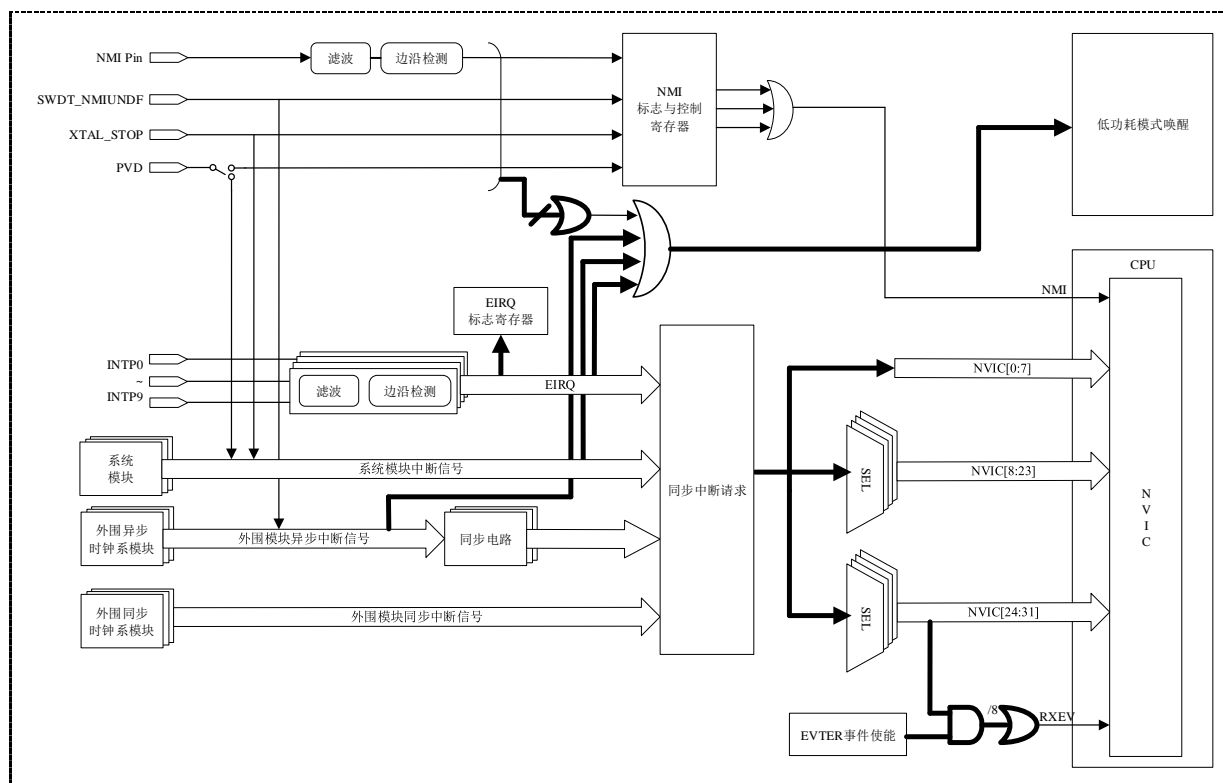 NMI Pin
滤波
边沿检测
SWDT_NMIUNDF
XTAL_STOP
PVD
NMI
标志与控制
寄存器
低功耗模式唤醒
CPU
NMI
EIRQ
标志寄存器
INTP0
~
INTP9
滤波
边沿检测
EIRQ
NVIC[0:7]
系统
模块
系统模块中断信号
同步中断请求
SEL
NVIC[8:23]
NVIC
外围异步
时钟系模块
外围模块异步中断信号
同步电路
外围同步
时钟系模块
外围模块同步中断信号
SEL
NVIC[24:31]
EVTER事件使能
/8
RXEV